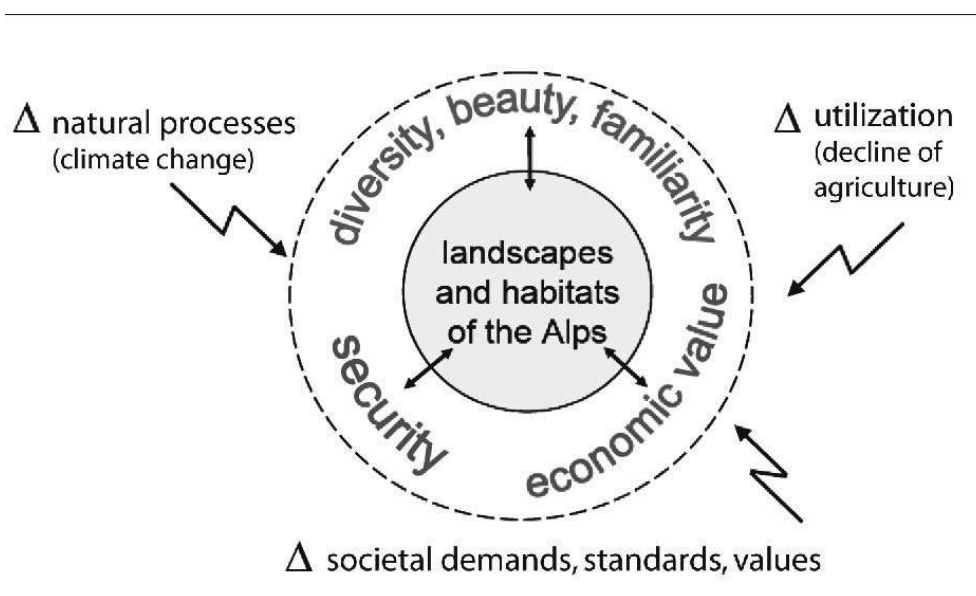 Δ natural processes
(climate change)
Δ utilization
(decline of
agriculture)
diversity, beauty, familiarity
landscapes
and habitats
of the Alps
security
economic value
Δ societal demands, standards, values